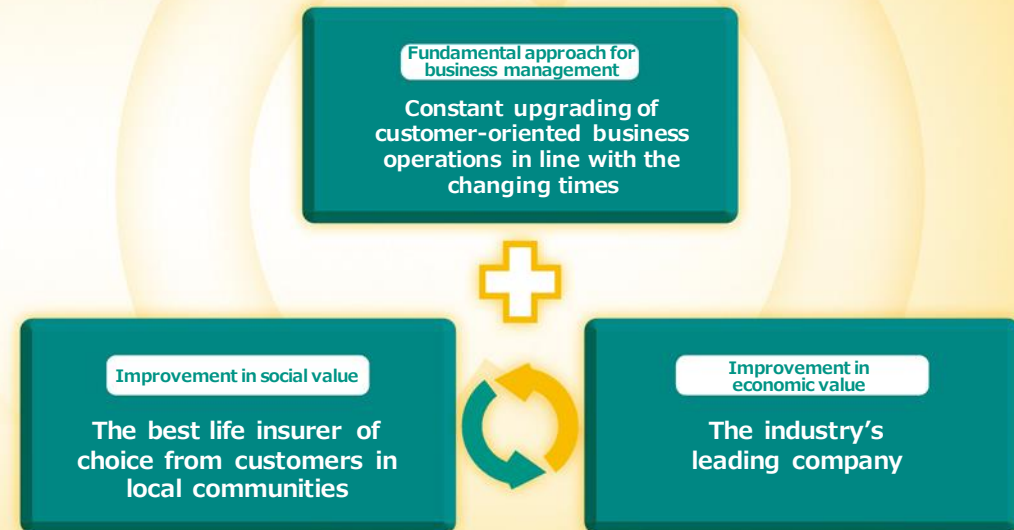 Fundamental approach for
business management
Constant upgrading of
customer-oriented business
operations in line with the
changing times
Improvement in social value
The best life insurer of
choice from customers in
local communities
Improvement in
economic value
The industry’s
leading company